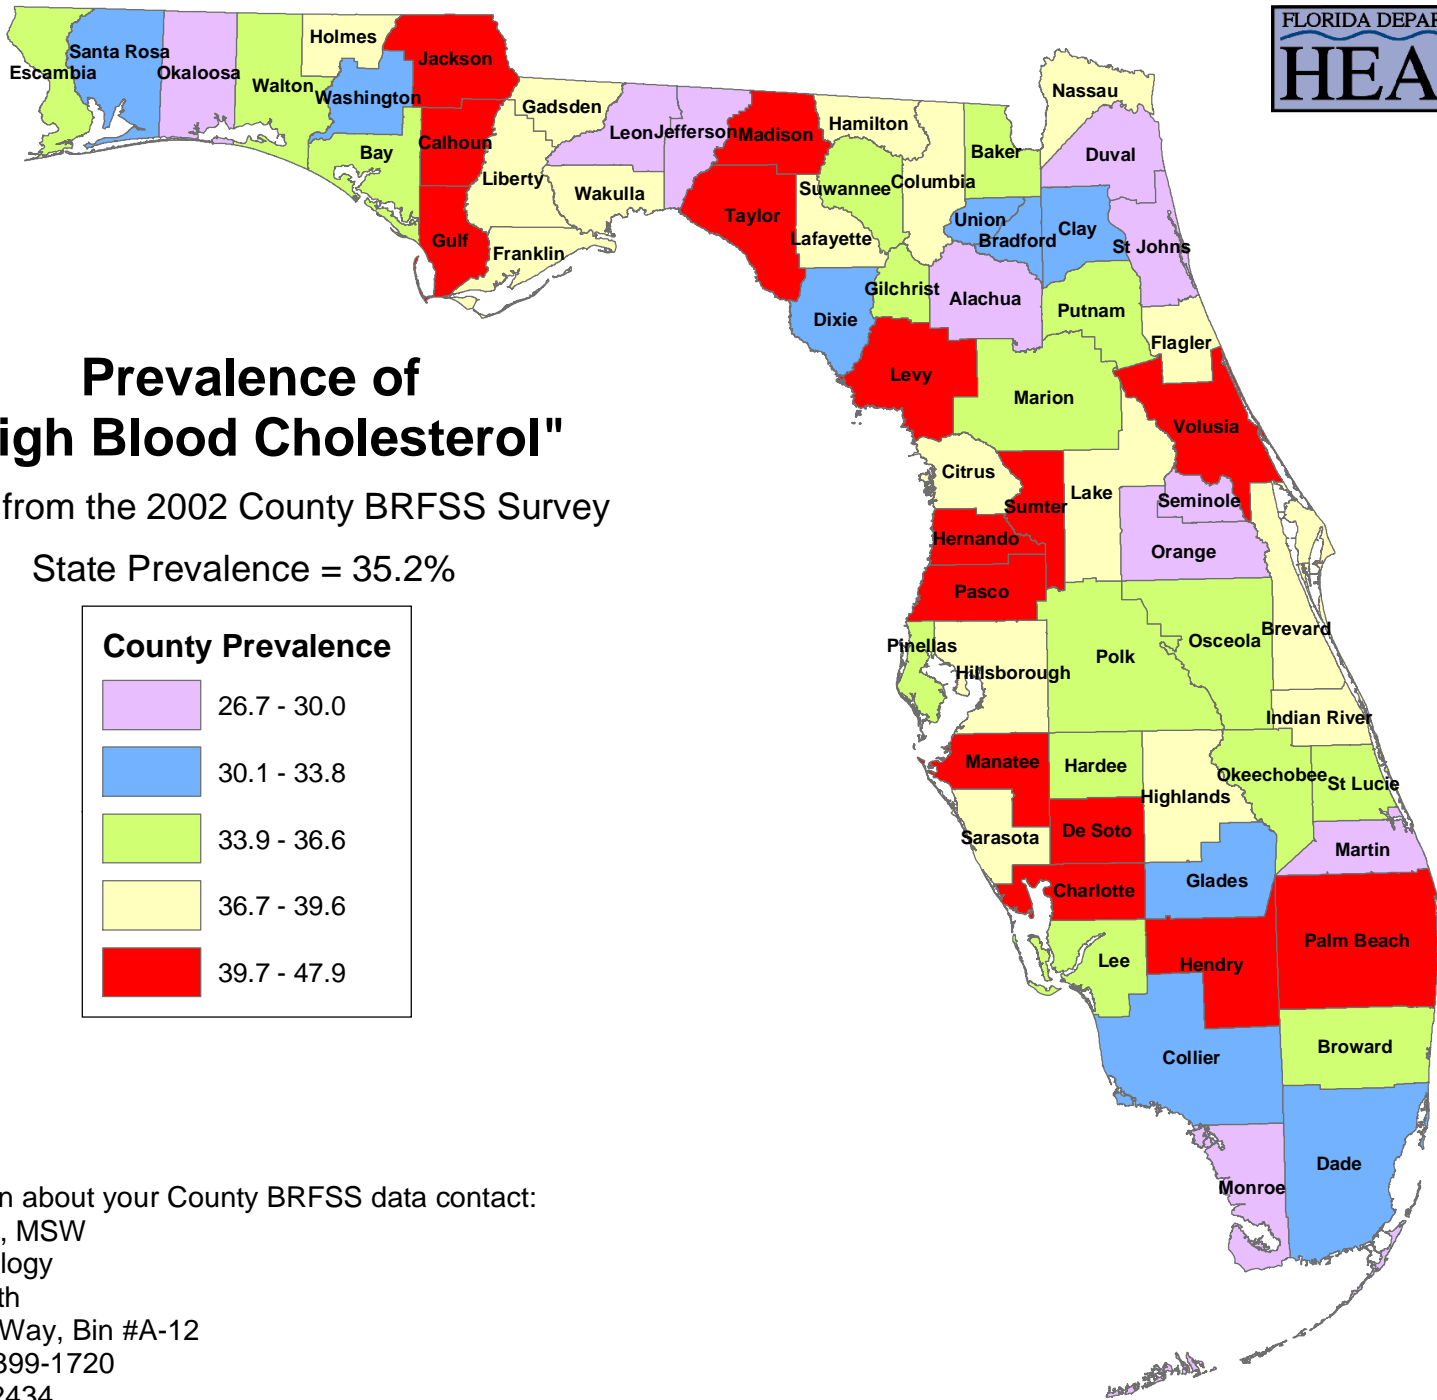 FLORIDA DEPAR
HEA
Holmes
Jackson
Santa Rosa
Escambia
Okaloosa
Walton
Washington
Nassau
Gadsden
Calhoun
Leon
Jefferson
Madison
Hamilton
Bay
Baker
Duval
Liberty
Wakulla
Suwannee
Columbia
Taylor
Union
Bradford
Clay
Gulf
Lafayette
St Johns
Franklin
Gilchrist
Alachua
Dixie
Putnam
Flagler
Levy
Marion
Volusia
Prevalence of
igh Blood Cholesterol"
from the 2002 County BRFSS Survey
State Prevalence = 35.2%
Citrus
Lake
Sumter
Seminole
Hernando
Orange
Pasco
Brevard
Pinellas
Osceola
Polk
Hillsborough
Indian River
Manatee
Hardee
Okeechobee
St Lucie
Highlands
Sarasota
De Soto
Martin
Glades
Charlotte
Palm Beach
Lee
Hendry
Broward
Collier
Dade
Monroe
County Prevalence
26.7 - 30.0
30.1 - 33.8
33.9 - 36.6
36.7 - 39.6
39.7 - 47.9
n about your County BRFSS data contact:
, MSW
logy
th
Way, Bin #A-12
399-1720
2434